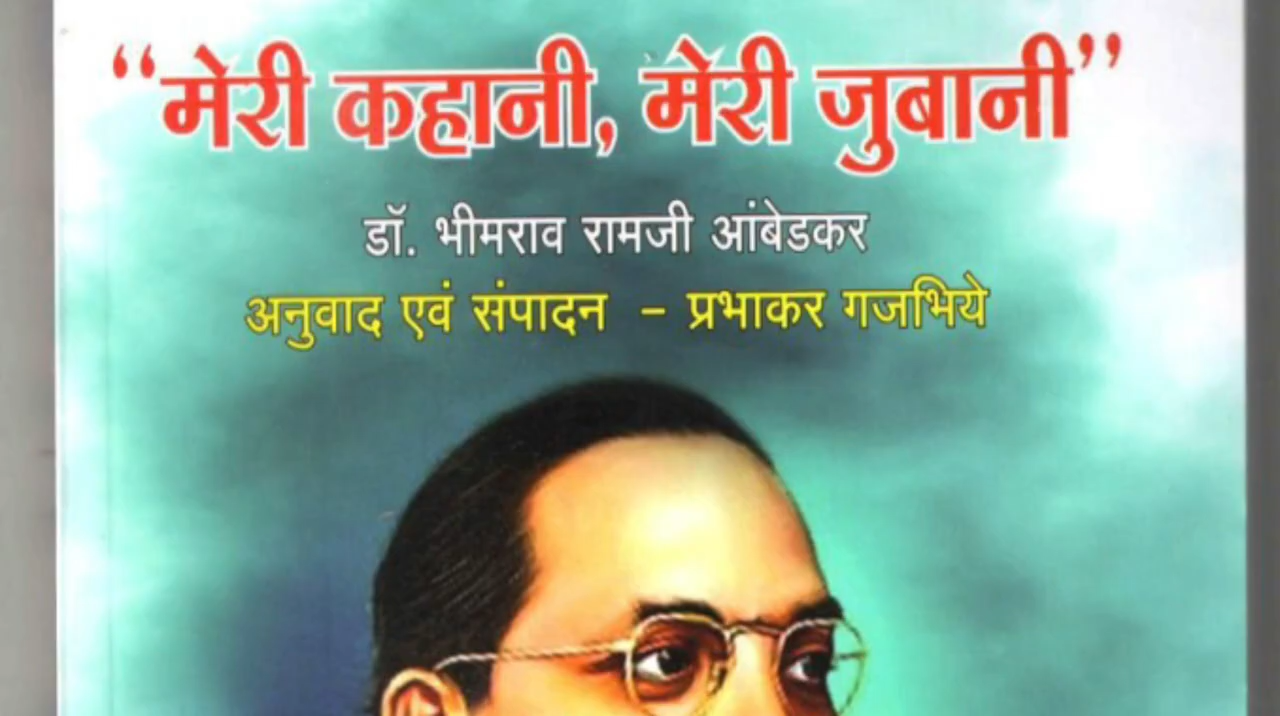 “मेरी कहानी, मेरी जुबानी”
डॉ. भीमराव रामजी आंबेडकर
अनुवाद एवं संपादन - प्रभाकर गजभिये